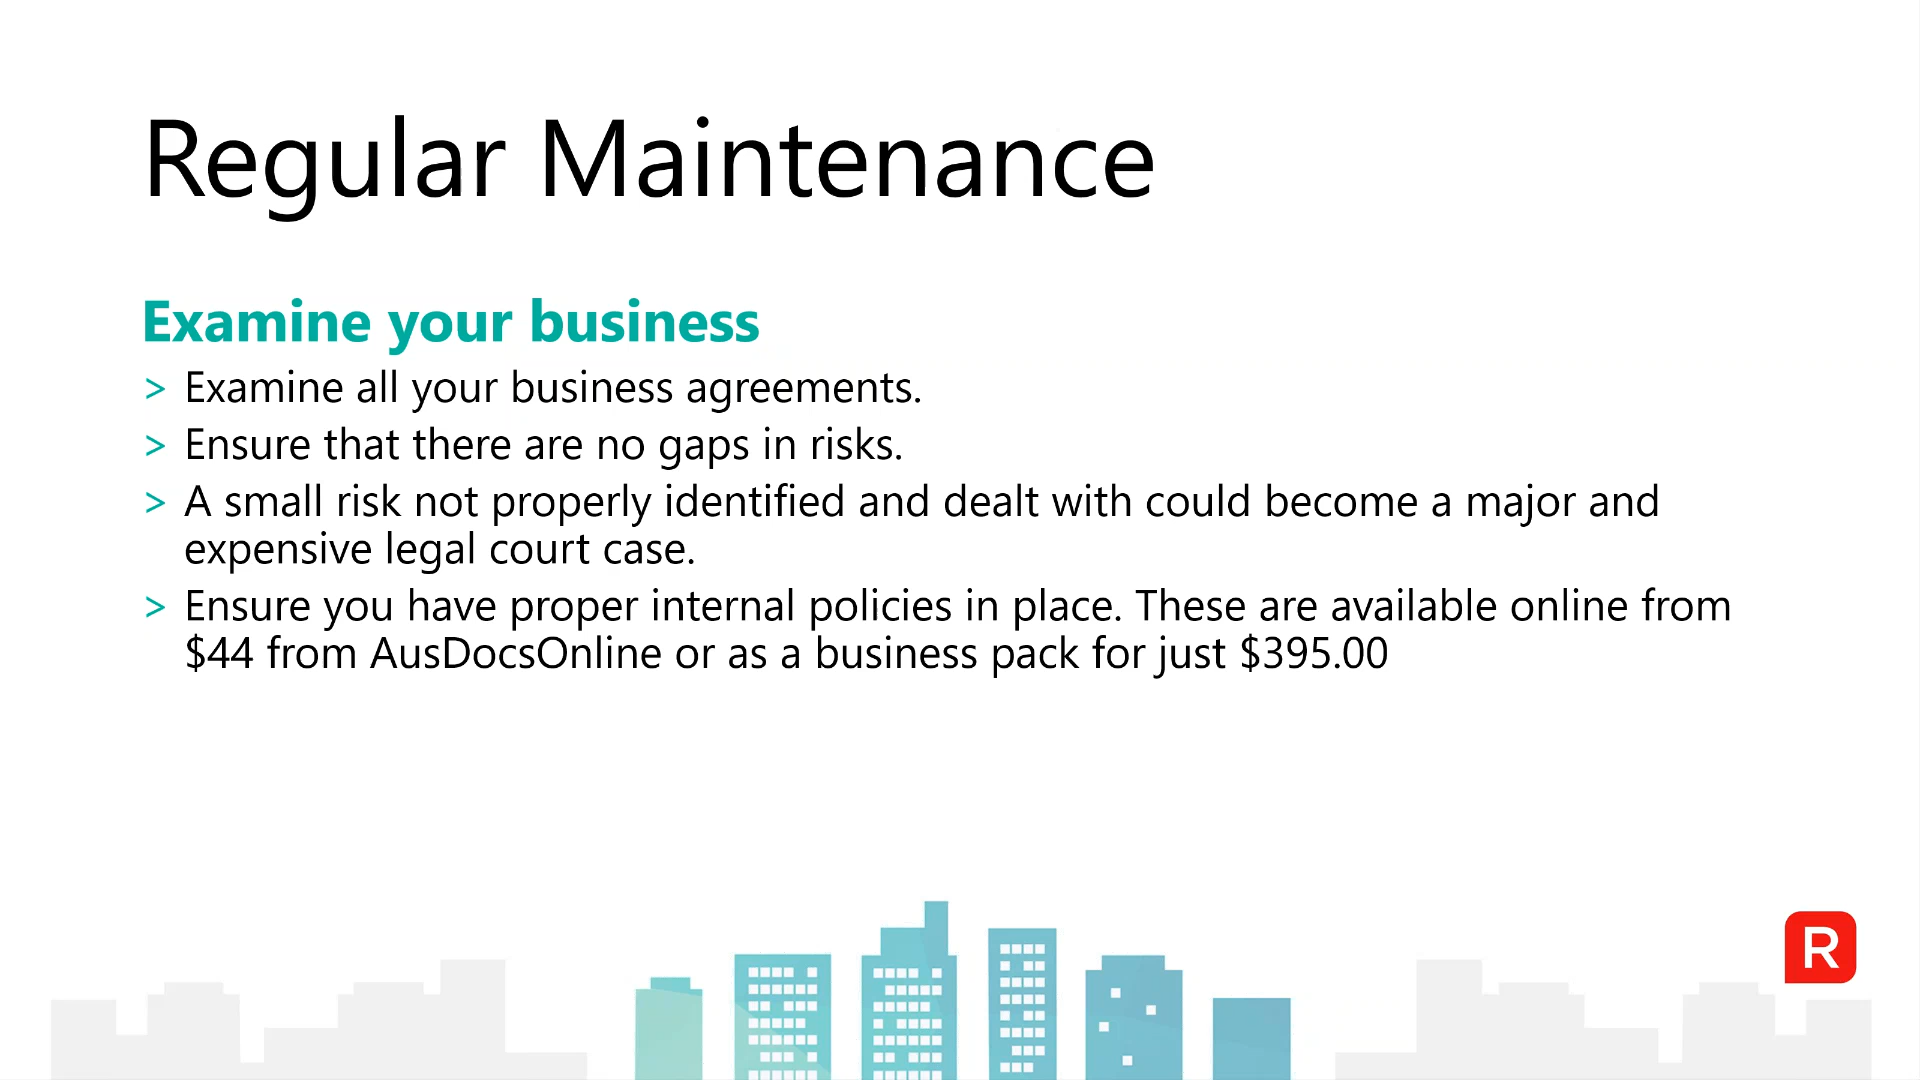 Regular Maintenance
Examine your business
> Examine all your business agreements.
> Ensure that there are no gaps in risks.
> A small risk not properly identified and dealt with could become a major and
expensive legal court case.
> Ensure you have proper internal policies in place. These are available online from
$44 from AusDocsOnline or as a business pack for just $395.00
R